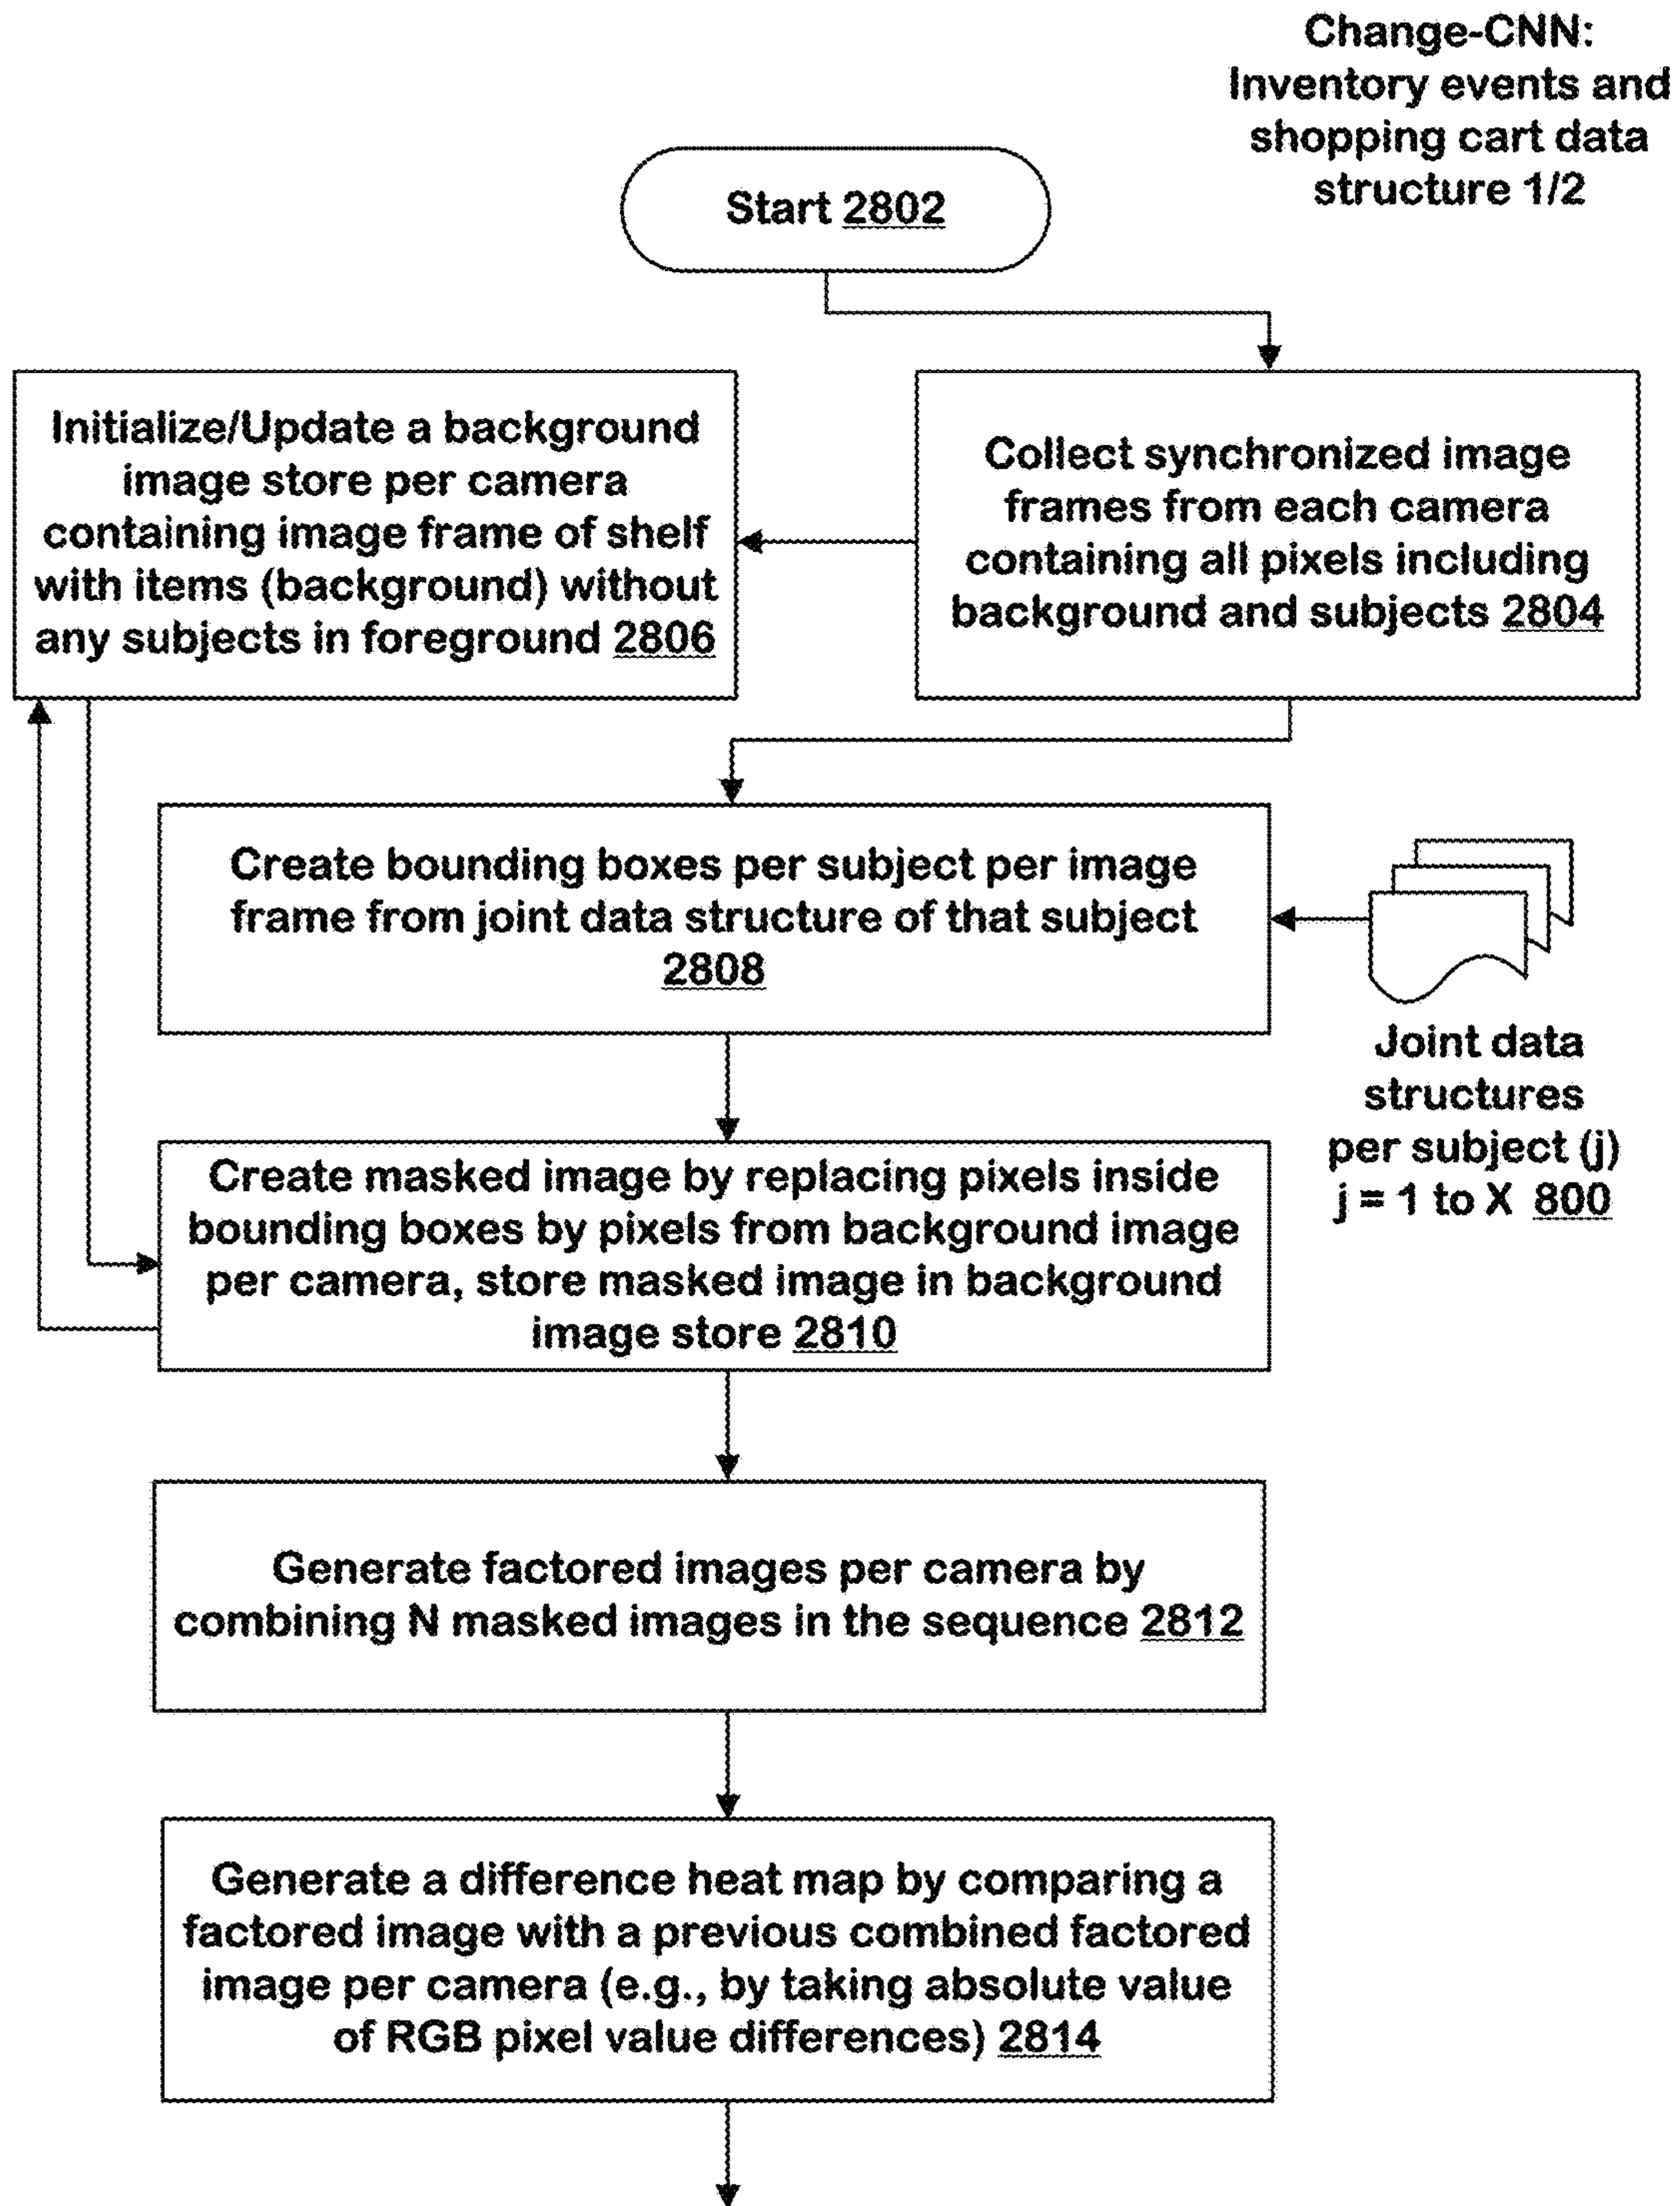 Change-CNN:
Inventory events and
shopping cart data
structure 1/2
Start 2802
Initialize/Update a background
image store per camera
containing image frame of shelf
with items (background) without
any subjects in foreground 2806
Collect synchronized image
frames from each camera
containing all pixels including
background and subjects 2804
Create bounding boxes per subject per image
frame from joint data structure of that subject
2808
Joint data
structures
per subject (j)
j = 1 to X 800
Create masked image by replacing pixels inside
bounding boxes by pixels from background image
per camera, store masked image in background
image store 2810
Generate factored images per camera by
combining N masked images in the sequence 2812
Generate a difference heat map by comparing a
factored image with a previous combined factored
image per camera (e.g., by taking absolute value
of RGB pixel value differences) 2814